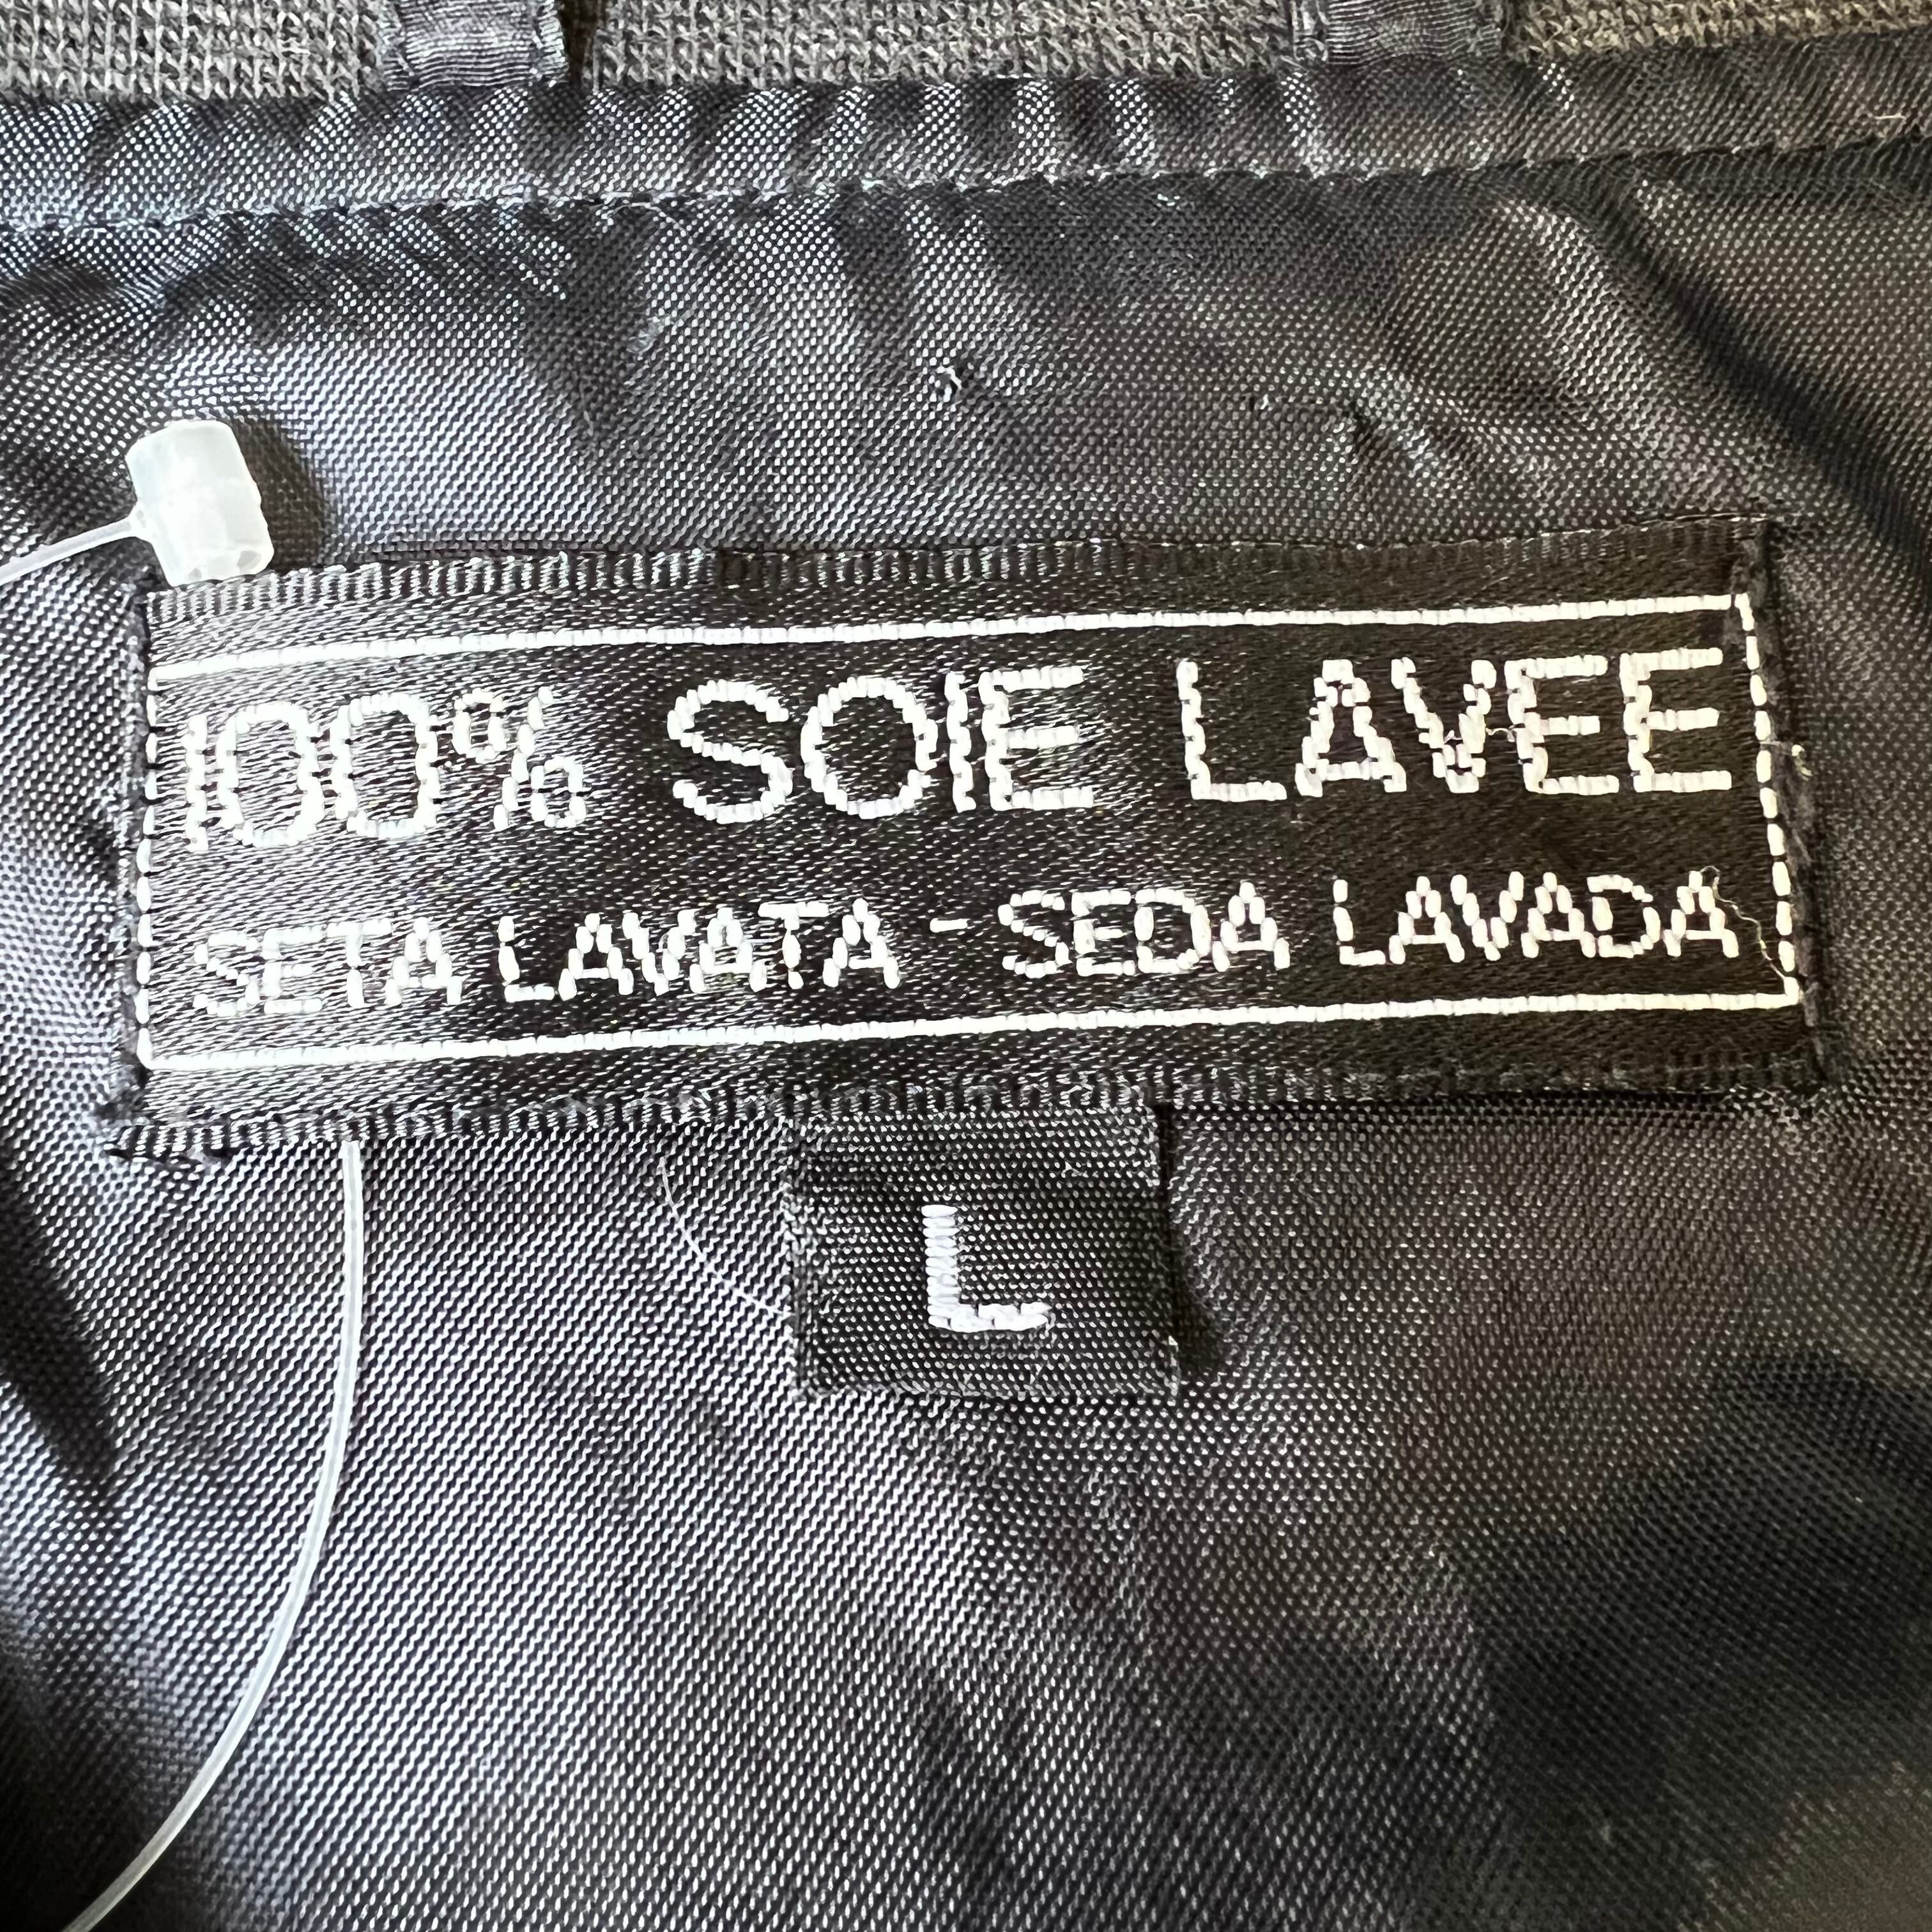 100% SOIE LAVEE
SETA LAVATA - SEDA LAVADA
L